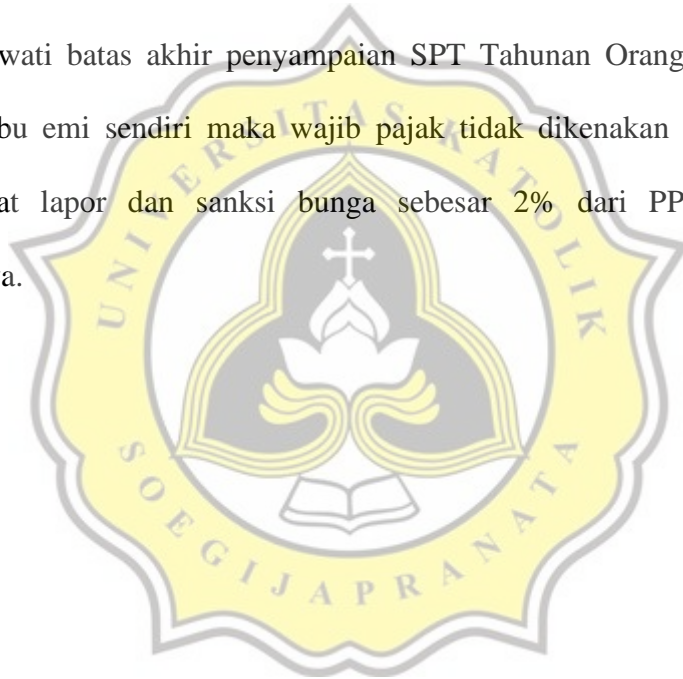 wati batas akhir penyampaian SPT Tahunan Orang
bu emi sendiri maka wajib pajak tidak dikenakan
at lapor dan sanksi bunga sebesar 2% dari PP
a.
UNIVERSITAS KATOLIK
SOEGIJAPRANATA